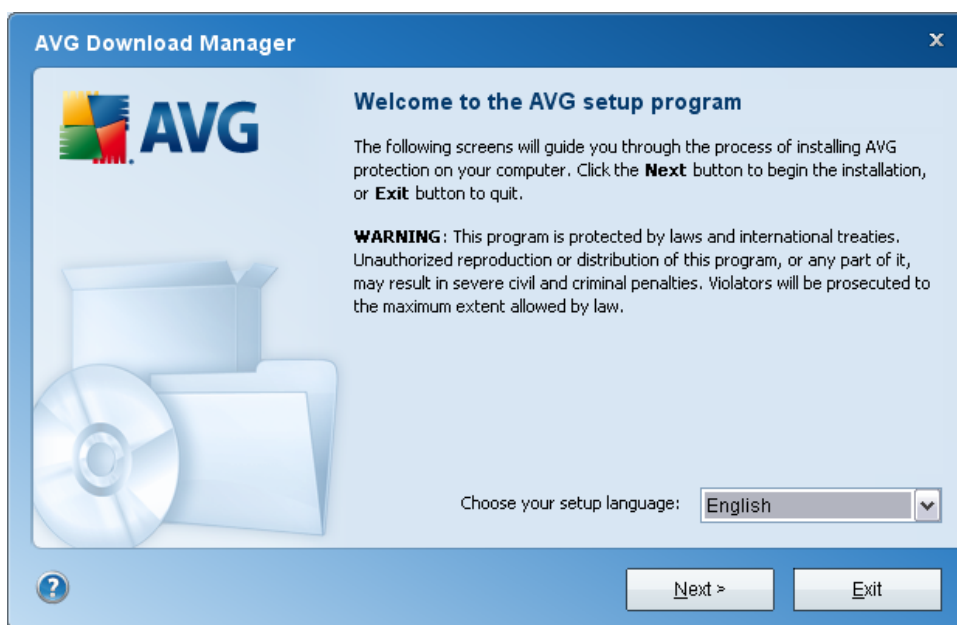 AVG Download Manager
x
AVG
Welcome to the AVG setup program
The following screens will guide you through the process of installing AVG
protection on your computer. Click the Next button to begin the installation,
or Exit button to quit.
WARNING: This program is protected by laws and international treaties.
Unauthorized reproduction or distribution of this program, or any part of it,
may result in severe civil and criminal penalties. Violators will be prosecuted to
the maximum extent allowed by law.
Choose your setup language: English
?
Next > Exit